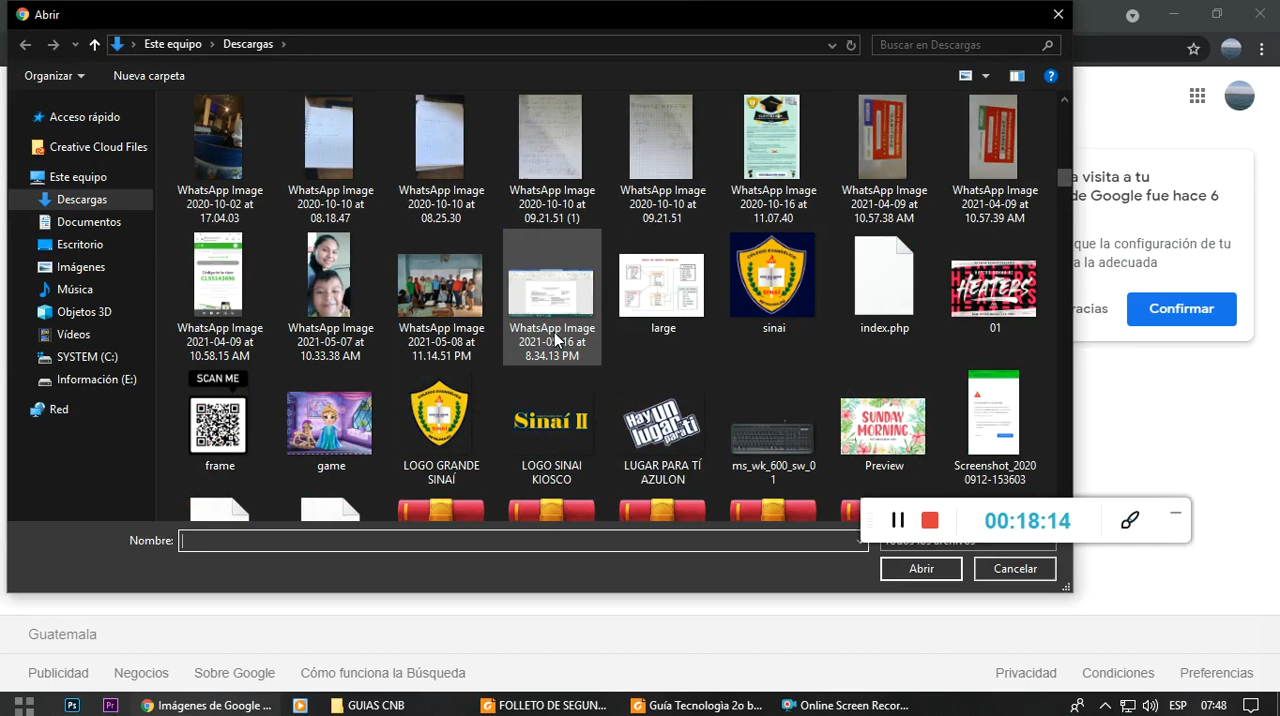 Abrir
Este equipo
Descargas
Buscar en Descargas
Organizar
Nueva carpeta
Acceso rápido
Creative Cloud Files
Este equipo
Descargas
Documentos
Escritorio
Imágenes
Música
Objetos 3D
Vídeos
SYSTEM (C:)
Información (E:)
Red
WhatsApp Image 2020-10-02 at 17.04.03
WhatsApp Image 2020-10-10 at 08.18.47
WhatsApp Image 2020-10-10 at 08.25.30
WhatsApp Image 2020-10-10 at 09.21.51 (1)
WhatsApp Image 2020-10-10 at 09.21.51
WhatsApp Image 2020-10-16 at 11.07.40
WhatsApp Image 2021-04-09 at 10.57.38 AM
WhatsApp Image 2021-04-09 at 10.57.39 AM
WhatsApp Image 2021-04-09 at 10.58.15 AM
WhatsApp Image 2021-05-07 at 10.33.38 AM
WhatsApp Image 2021-05-08 at 11.14.51 PM
WhatsApp Image 2021-05-16 at 8.34.13 PM
large
sinai
index.php
HEATERS
01
SCAN ME
frame
game
LOGO GRANDE SINAÍ
Sinaí II
LOGO SINAI KIOSCO
Hay un lugar para ti
LUGAR PARA TÍ AZULON
ms_wk_600_sw_01
SUNDAY MORNING
Preview
Screenshot_20200912-153603
Nombre:
Abrir
Cancelar
00:18:14
a visita a tu
de Google fue hace 6
que la configuración de tu
a la adecuada
racias
Confirmar
Guatemala
Publicidad
Negocios
Sobre Google
Cómo funciona la Búsqueda
Privacidad
Condiciones
Preferencias
Ps
Pr
Imágenes de Google ...
GUIAS CNB
FOLLETO DE SEGUN...
Guía Tecnologia 2o b...
Online Screen Recor...
ESP
07:48